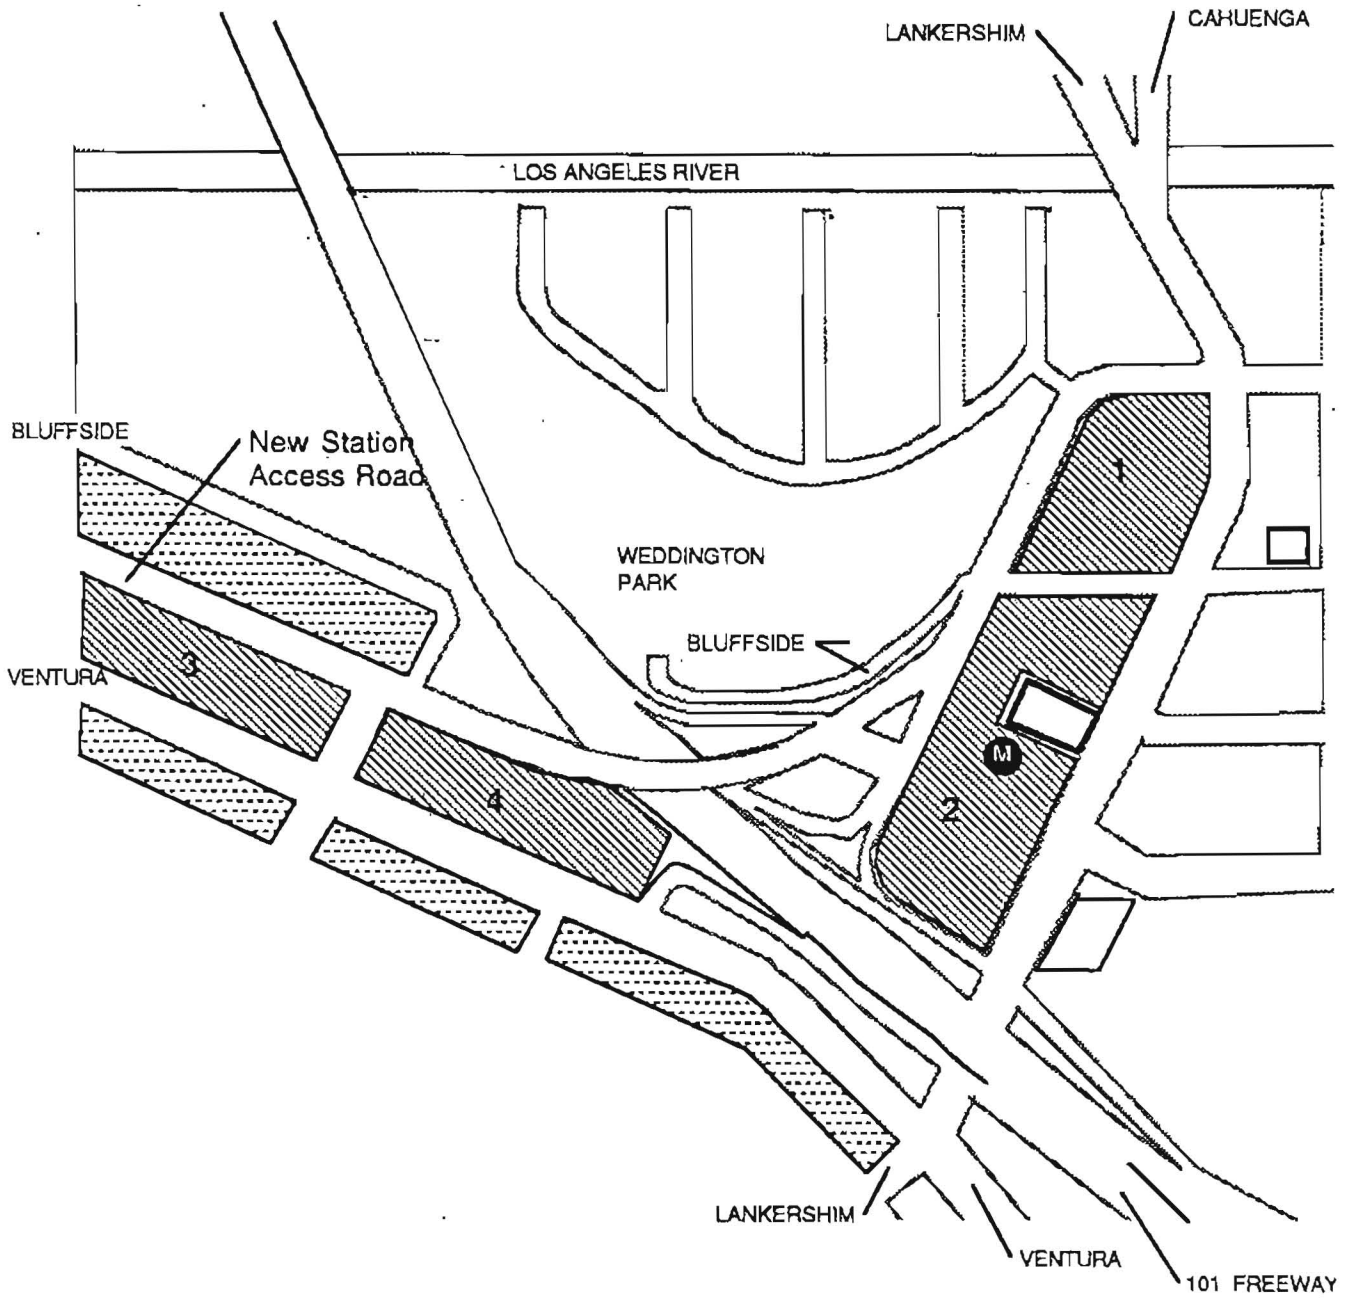 CAHUENGA
LANKERSHIM
LOS ANGELES RIVER
BLUFFSIDE
New Station
Access Road
1
WEDDINGTON
PARK
BLUFFSIDE
3
VENTURA
M
4
2
LANKERSHIM
VENTURA
101 FREEWAY